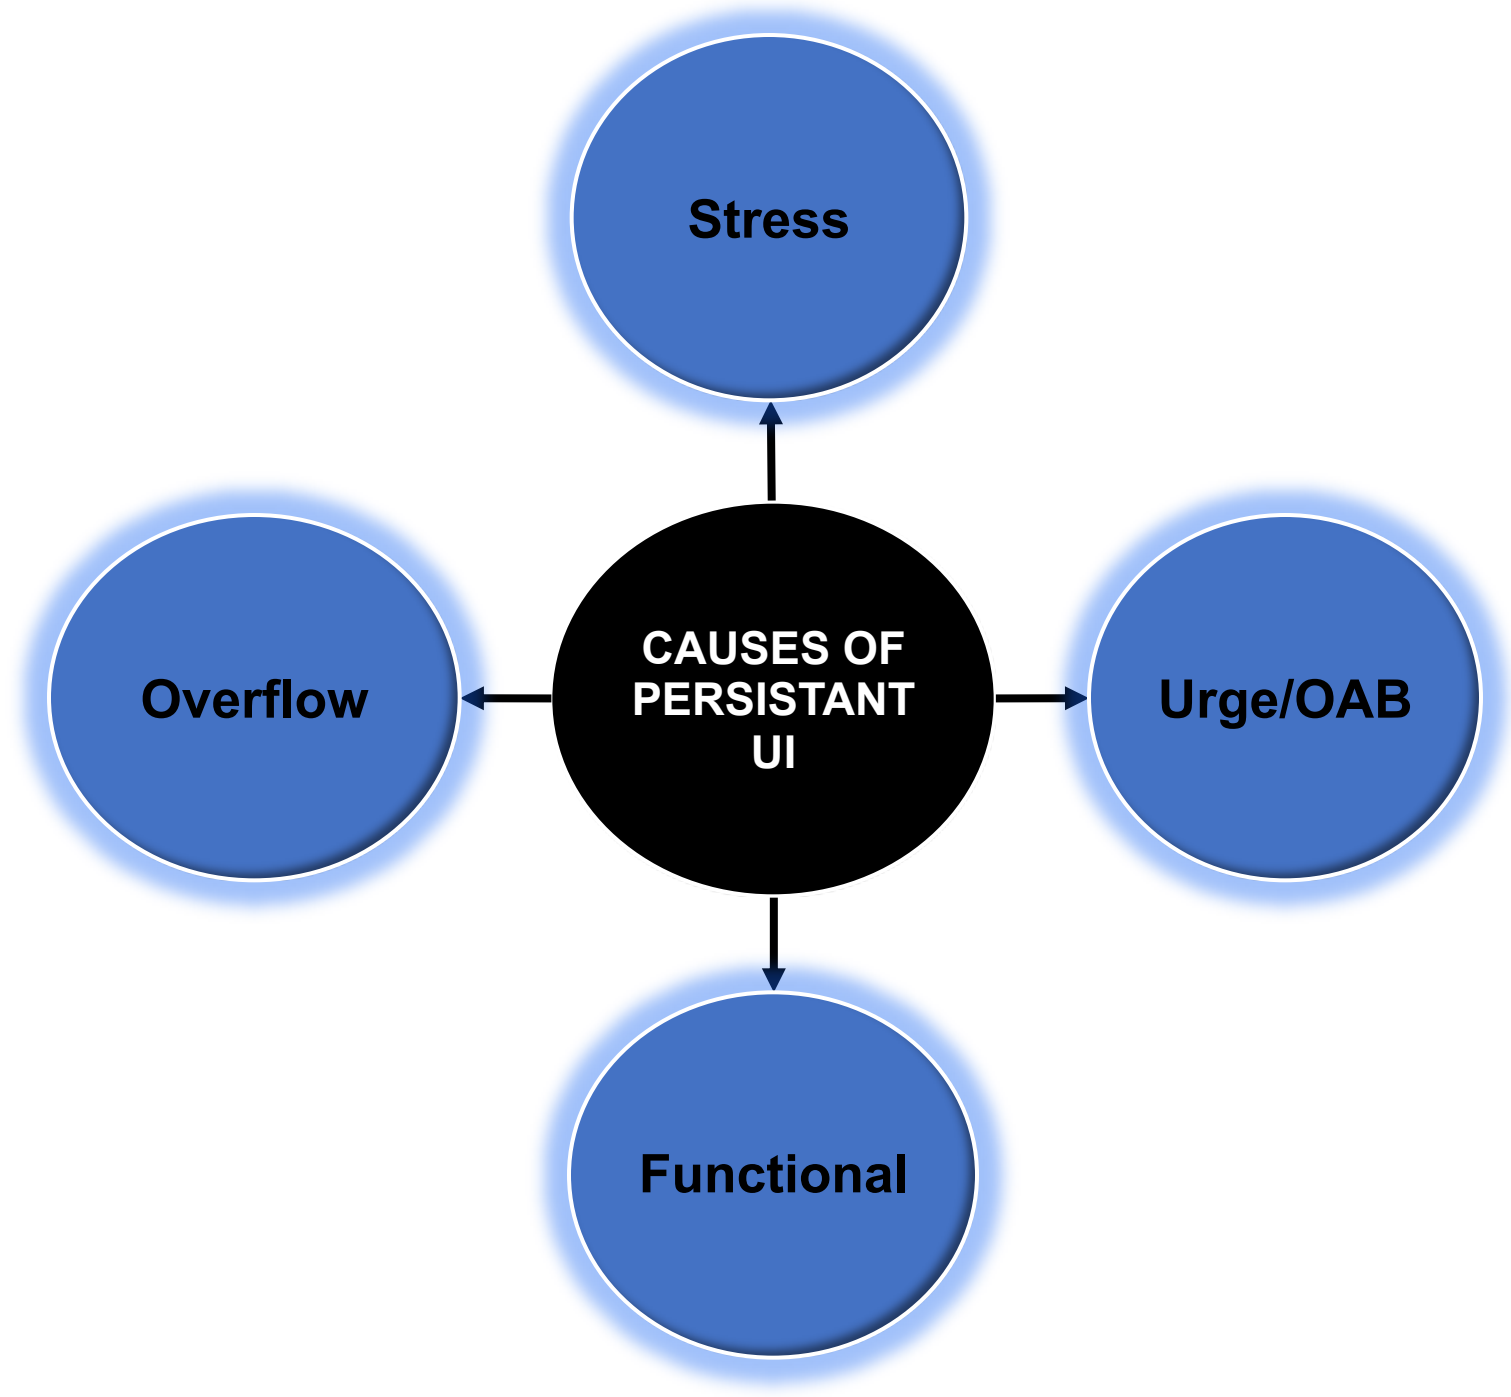 Stress
Overflow
CAUSES OF
PERSISTANT
UI
Urge/OAB
Functional